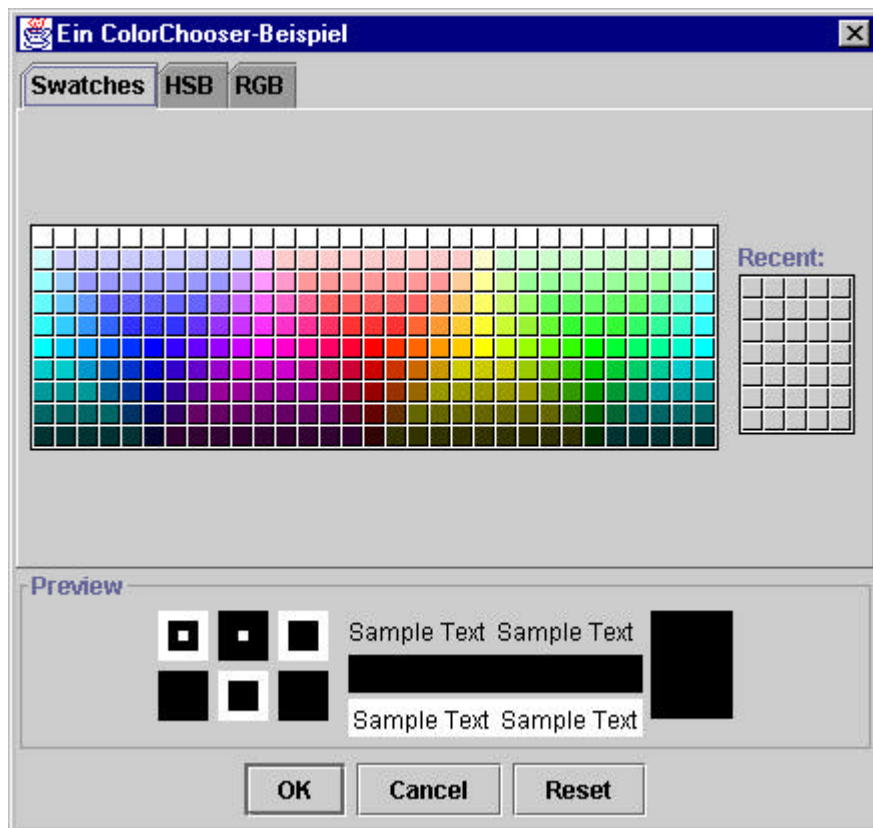 Ein ColorChooser-Beispiel
Swatches HSB RGB
Recent:
Preview
Sample Text Sample Text
Sample Text Sample Text
OK Cancel Reset